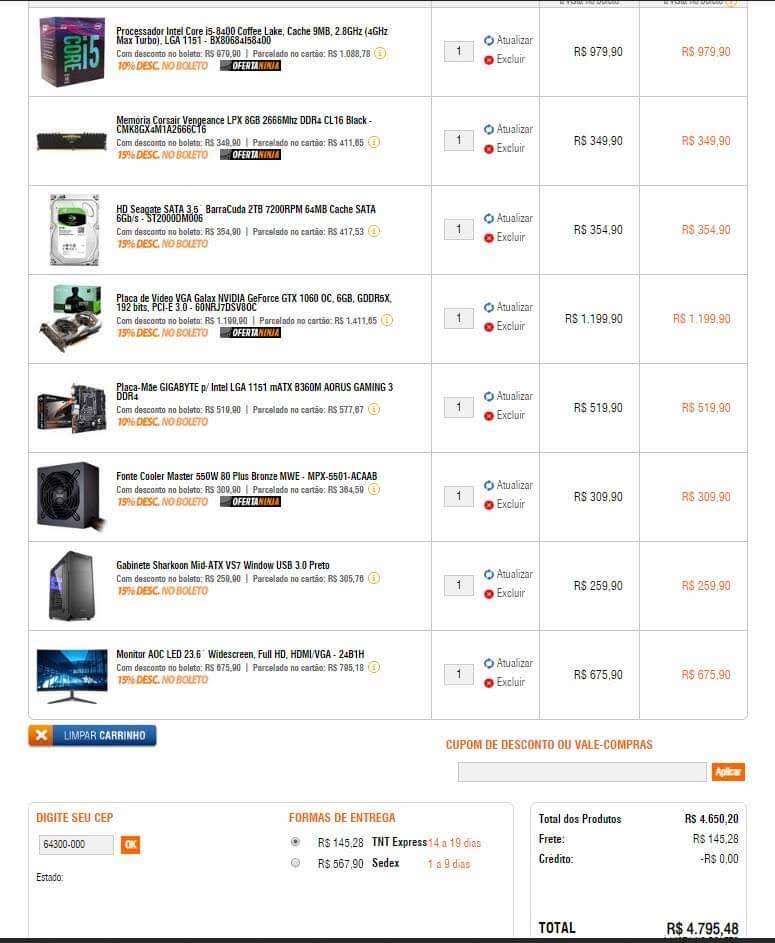 Processador Intel Core i5-8400 Coffee Lake, Cache 9MB, 2.8GHz (4GHz
Max Turbo), LGA 1151 - BX80684I58400
Com desconto no boleto: R$ 979,90 | Parcelado no cartão: R$ 1.088,78
10% DESC. NO BOLETO OFERTANINJA
1
Atualizar
Excluir
R$ 979,90
R$ 979,90
Memória Corsair Vengeance LPX 8GB 2666Mhz DDR4 CL16 Black -
CMK8GX4M1A2666C16
Com desconto no boleto: R$ 349,90 | Parcelado no cartão: R$ 411,65
15% DESC. NO BOLETO OFERTANINJA
1
Atualizar
Excluir
R$ 349,90
R$ 349,90
HD Seagate SATA 3,5´ BarraCuda 2TB 7200RPM 64MB Cache SATA
6Gb/s - ST2000DM006
Com desconto no boleto: R$ 354,90 | Parcelado no cartão: R$ 417,53
15% DESC. NO BOLETO
1
Atualizar
Excluir
R$ 354,90
R$ 354,90
Placa de Vídeo VGA Galax NVIDIA GeForce GTX 1060 OC, 6GB, GDDR5X,
192 bits, PCI-E 3.0 - 60NRJ7DSV8OC
Com desconto no boleto: R$ 1.199,90 | Parcelado no cartão: R$ 1.411,65
15% DESC. NO BOLETO OFERTANINJA
1
Atualizar
Excluir
R$ 1.199,90
R$ 1.199,90
Placa-Mãe GIGABYTE p/ Intel LGA 1151 mATX B360M AORUS GAMING 3
DDR4
Com desconto no boleto: R$ 519,90 | Parcelado no cartão: R$ 577,67
10% DESC. NO BOLETO
1
Atualizar
Excluir
R$ 519,90
R$ 519,90
Fonte Cooler Master 550W 80 Plus Bronze MWE - MPX-5501-ACAAB
Com desconto no boleto: R$ 309,90 | Parcelado no cartão: R$ 364,59
15% DESC. NO BOLETO OFERTANINJA
1
Atualizar
Excluir
R$ 309,90
R$ 309,90
Gabinete Sharkoon Mid-ATX VS7 Window USB 3.0 Preto
Com desconto no boleto: R$ 259,90 | Parcelado no cartão: R$ 305,76
15% DESC. NO BOLETO
1
Atualizar
Excluir
R$ 259,90
R$ 259,90
Monitor AOC LED 23.6´ Widescreen, Full HD, HDMI/VGA - 24B1H
Com desconto no boleto: R$ 675,90 | Parcelado no cartão: R$ 795,18
15% DESC. NO BOLETO
1
Atualizar
Excluir
R$ 675,90
R$ 675,90
LIMPAR CARRINHO
CUPOM DE DESCONTO OU VALE-COMPRAS
Aplicar
DIGITE SEU CEP
64300-000 OK
Estado:
FORMAS DE ENTREGA
R$ 145,28 TNT Express 14 a 19 dias
R$ 567,90 Sedex 1 a 9 dias
Total dos Produtos R$ 4.650,20
Frete: R$ 145,28
Crédito: -R$ 0,00
TOTAL R$ 4.795,48